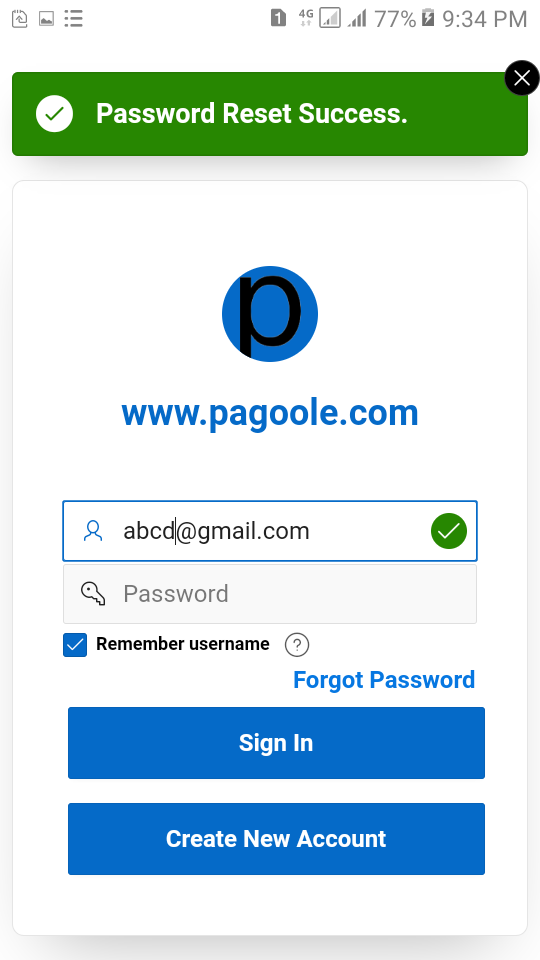 1 4G 77% 9:34 PM
Password Reset Success.
p
www.pagoole.com
abcd@gmail.com
Password
Remember username ?
Forgot Password
Sign In
Create New Account